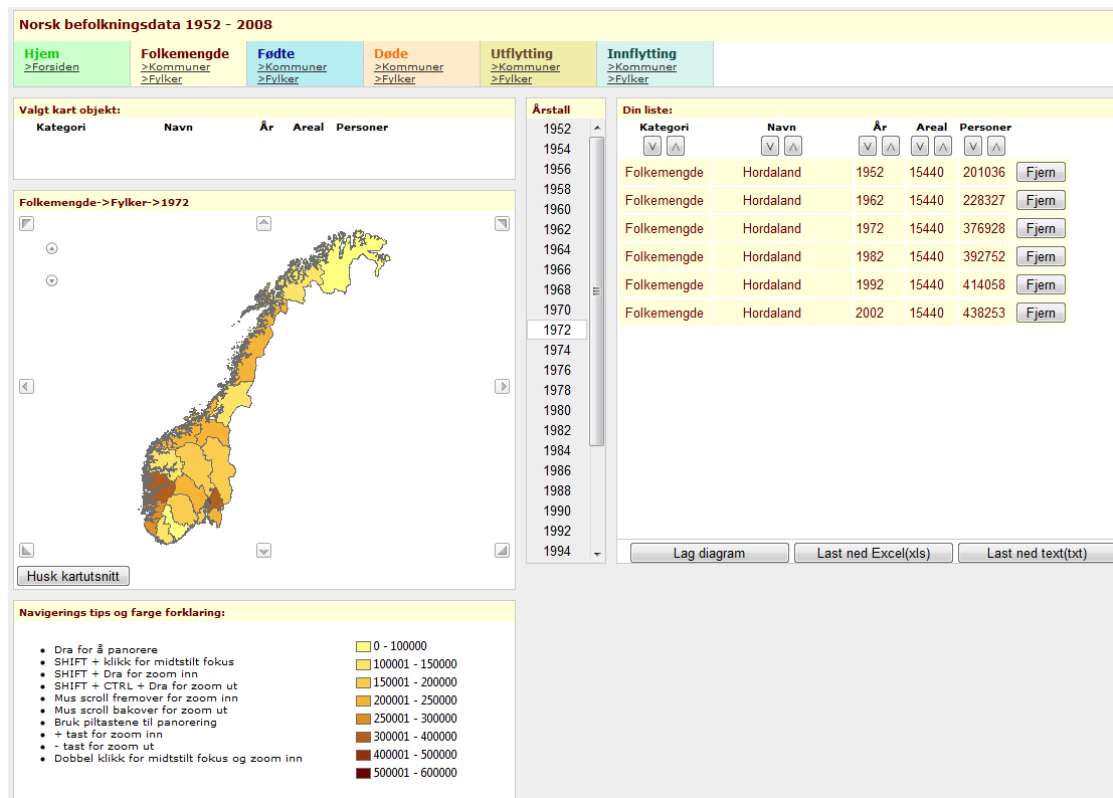 Norsk befolkningsdata 1952 - 2008
Hjem Folkemengde Fødte Døde Utflytting Innflytting
>Forsiden >Kommuner >Kommuner >Kommuner >Kommuner >Kommuner
>Fylker >Fylker >Fylker >Fylker >Fylker
Valgt kart objekt:
Kategori Navn År Areal Personer
Folkemengde->Fylker->1972
Husk kartutsnitt
Navigerings tips og farge forklaring:
Dra for å panorere
SHIFT + klikk for midtstilt fokus
SHIFT + Dra for zoom inn
SHIFT + CTRL + Dra for zoom ut
Mus scroll fremover for zoom inn
Mus scroll bakover for zoom ut
Bruk piltastene til panorering
+ tast for zoom inn
- tast for zoom ut
Dobbel klikk for midtstilt fokus og zoom inn
0 - 100000
100001 - 150000
150001 - 200000
200001 - 250000
250001 - 300000
300001 - 400000
400001 - 500000
500001 - 600000
Årstall
1952
1954
1956
1958
1960
1962
1964
1966
1968
1970
1972
1974
1976
1978
1980
1982
1984
1986
1988
1990
1992
1994
Din liste:
Kategori Navn År Areal Personer
Folkemengde Hordaland 1952 15440 201036 Fjern
Folkemengde Hordaland 1962 15440 228327 Fjern
Folkemengde Hordaland 1972 15440 376928 Fjern
Folkemengde Hordaland 1982 15440 392752 Fjern
Folkemengde Hordaland 1992 15440 414058 Fjern
Folkemengde Hordaland 2002 15440 438253 Fjern
Lag diagram Last ned Excel(xls) Last ned text(txt)